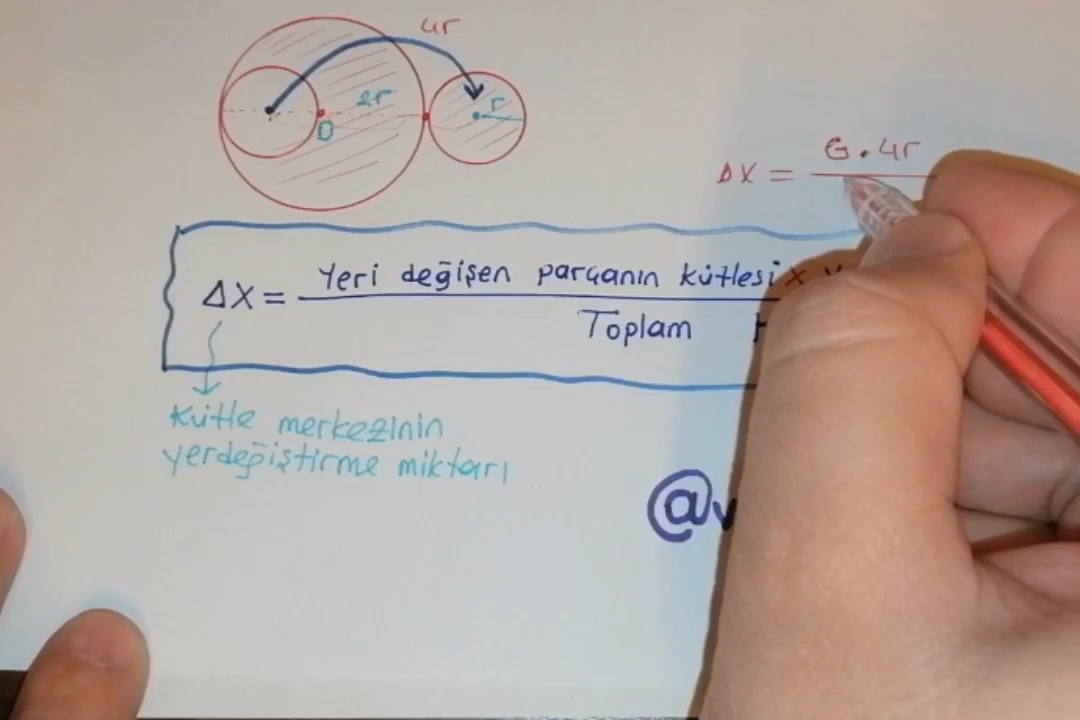 4r
2r
r
O
ΔX = G.4r
ΔX = Yeri değişen parçanın kütlesi x
Toplam
Kütle merkezinin
yerdeğiştirme miktarı
@